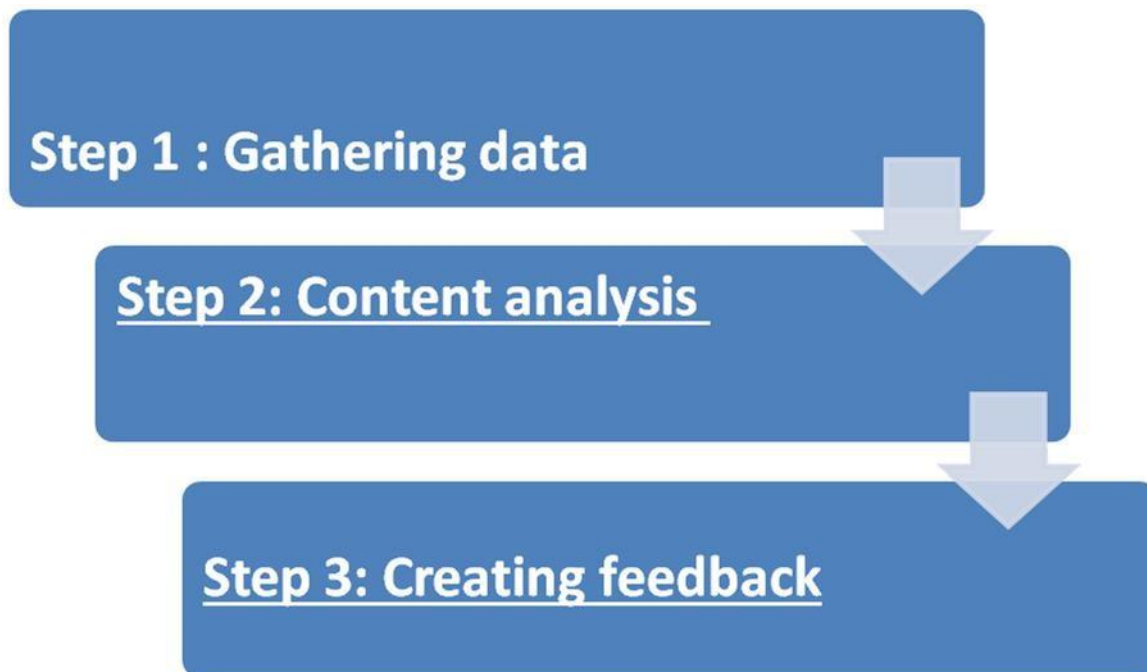 Step 1 : Gathering data
Step 2: Content analysis
Step 3: Creating feedback